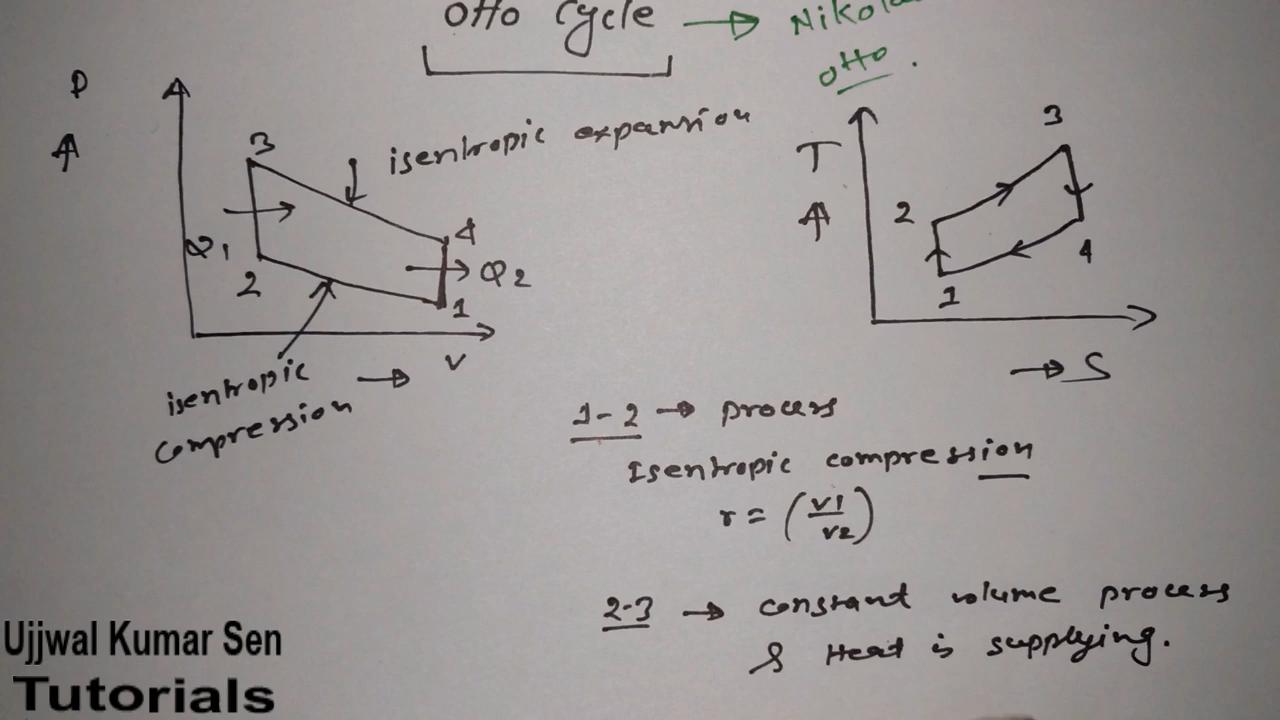 Otto Cycle → Nikola
Otto.
P
3
isentropic expansion
Q1
2
4
Q2
1
V
isentropic
compression
T
3
2
4
1
S
1-2 → process
Isentropic compression
r = (V1/V2)
2-3 → constant volume process
& Heat is supplying.
Ujjwal Kumar Sen
Tutorials